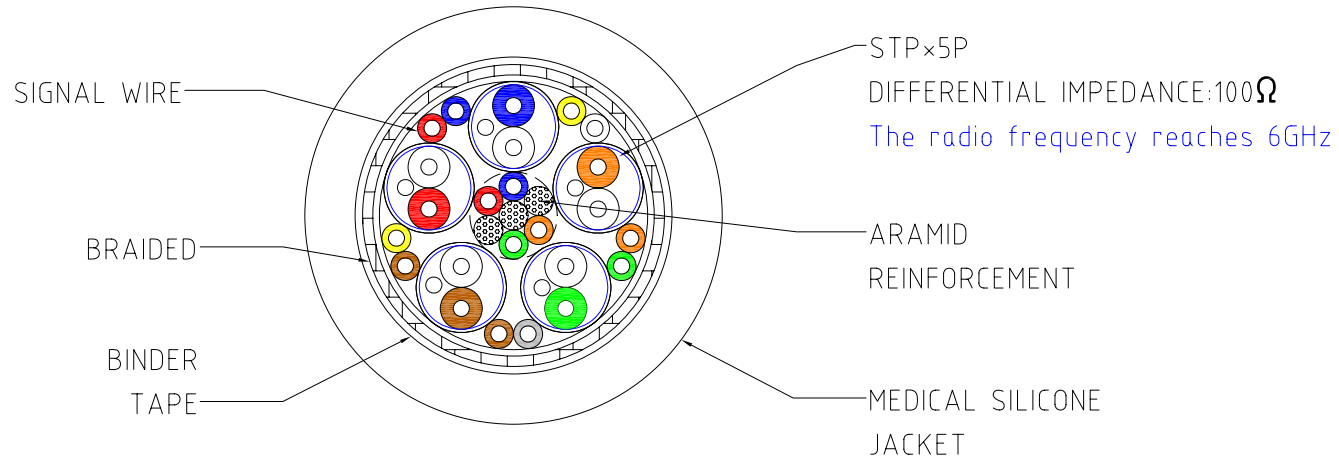 SIGNAL WIRE
BRAIDED
BINDER
TAPE
STP×5P
DIFFERENTIAL IMPEDANCE:100Ω
The radio frequency reaches 6GHz
ARAMID
REINFORCEMENT
MEDICAL SILICONE
JACKET